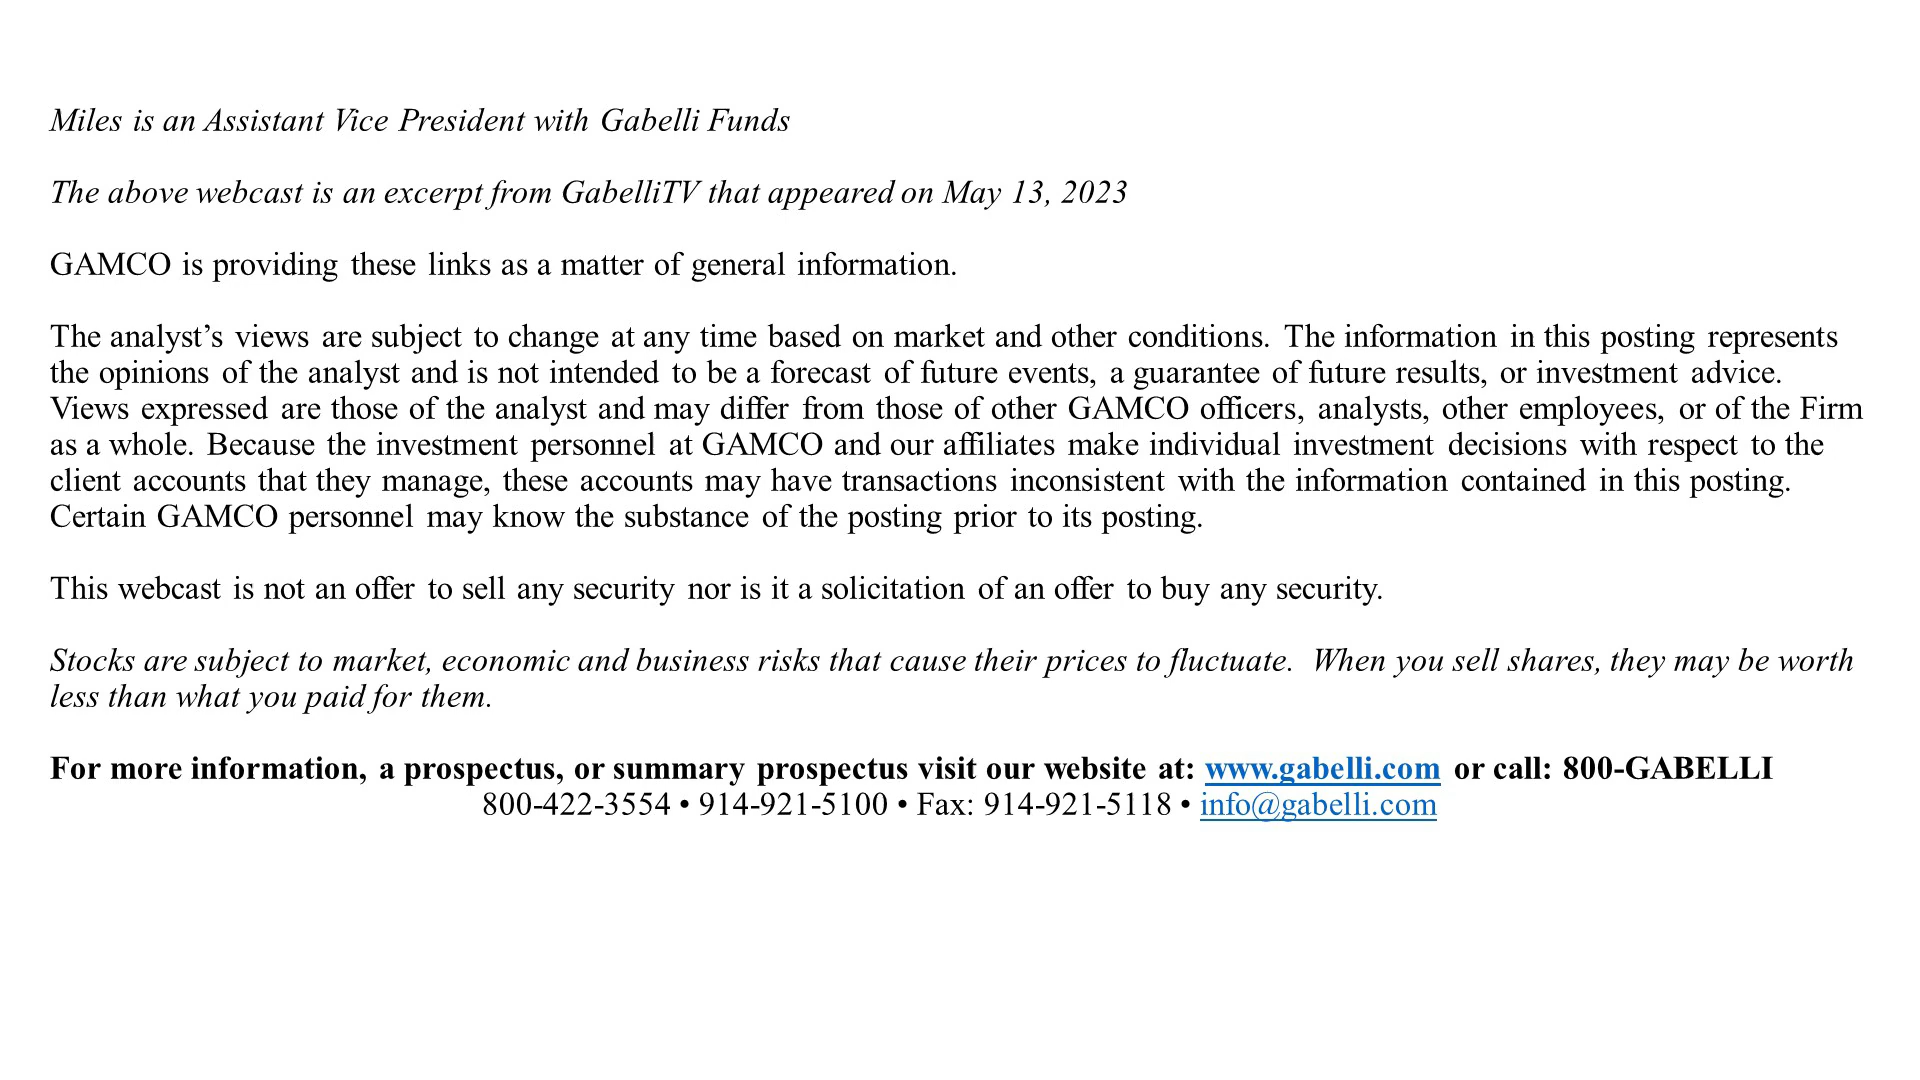 Miles is an Assistant Vice President with Gabelli Funds
The above webcast is an excerpt from GabelliTV that appeared on May 13, 2023
GAMCO is providing these links as a matter of general information.
The analyst’s views are subject to change at any time based on market and other conditions. The information in this posting represents
the opinions of the analyst and is not intended to be a forecast of future events, a guarantee of future results, or investment advice.
Views expressed are those of the analyst and may differ from those of other GAMCO officers, analysts, other employees, or of the Firm
as a whole. Because the investment personnel at GAMCO and our affiliates make individual investment decisions with respect to the
client accounts that they manage, these accounts may have transactions inconsistent with the information contained in this posting.
Certain GAMCO personnel may know the substance of the posting prior to its posting.
This webcast is not an offer to sell any security nor is it a solicitation of an offer to buy any security.
Stocks are subject to market, economic and business risks that cause their prices to fluctuate.  When you sell shares, they may be worth
less than what you paid for them.
For more information, a prospectus, or summary prospectus visit our website at: www.gabelli.com or call: 800-GABELLI
800-422-3554 • 914-921-5100 • Fax: 914-921-5118 • info@gabelli.com